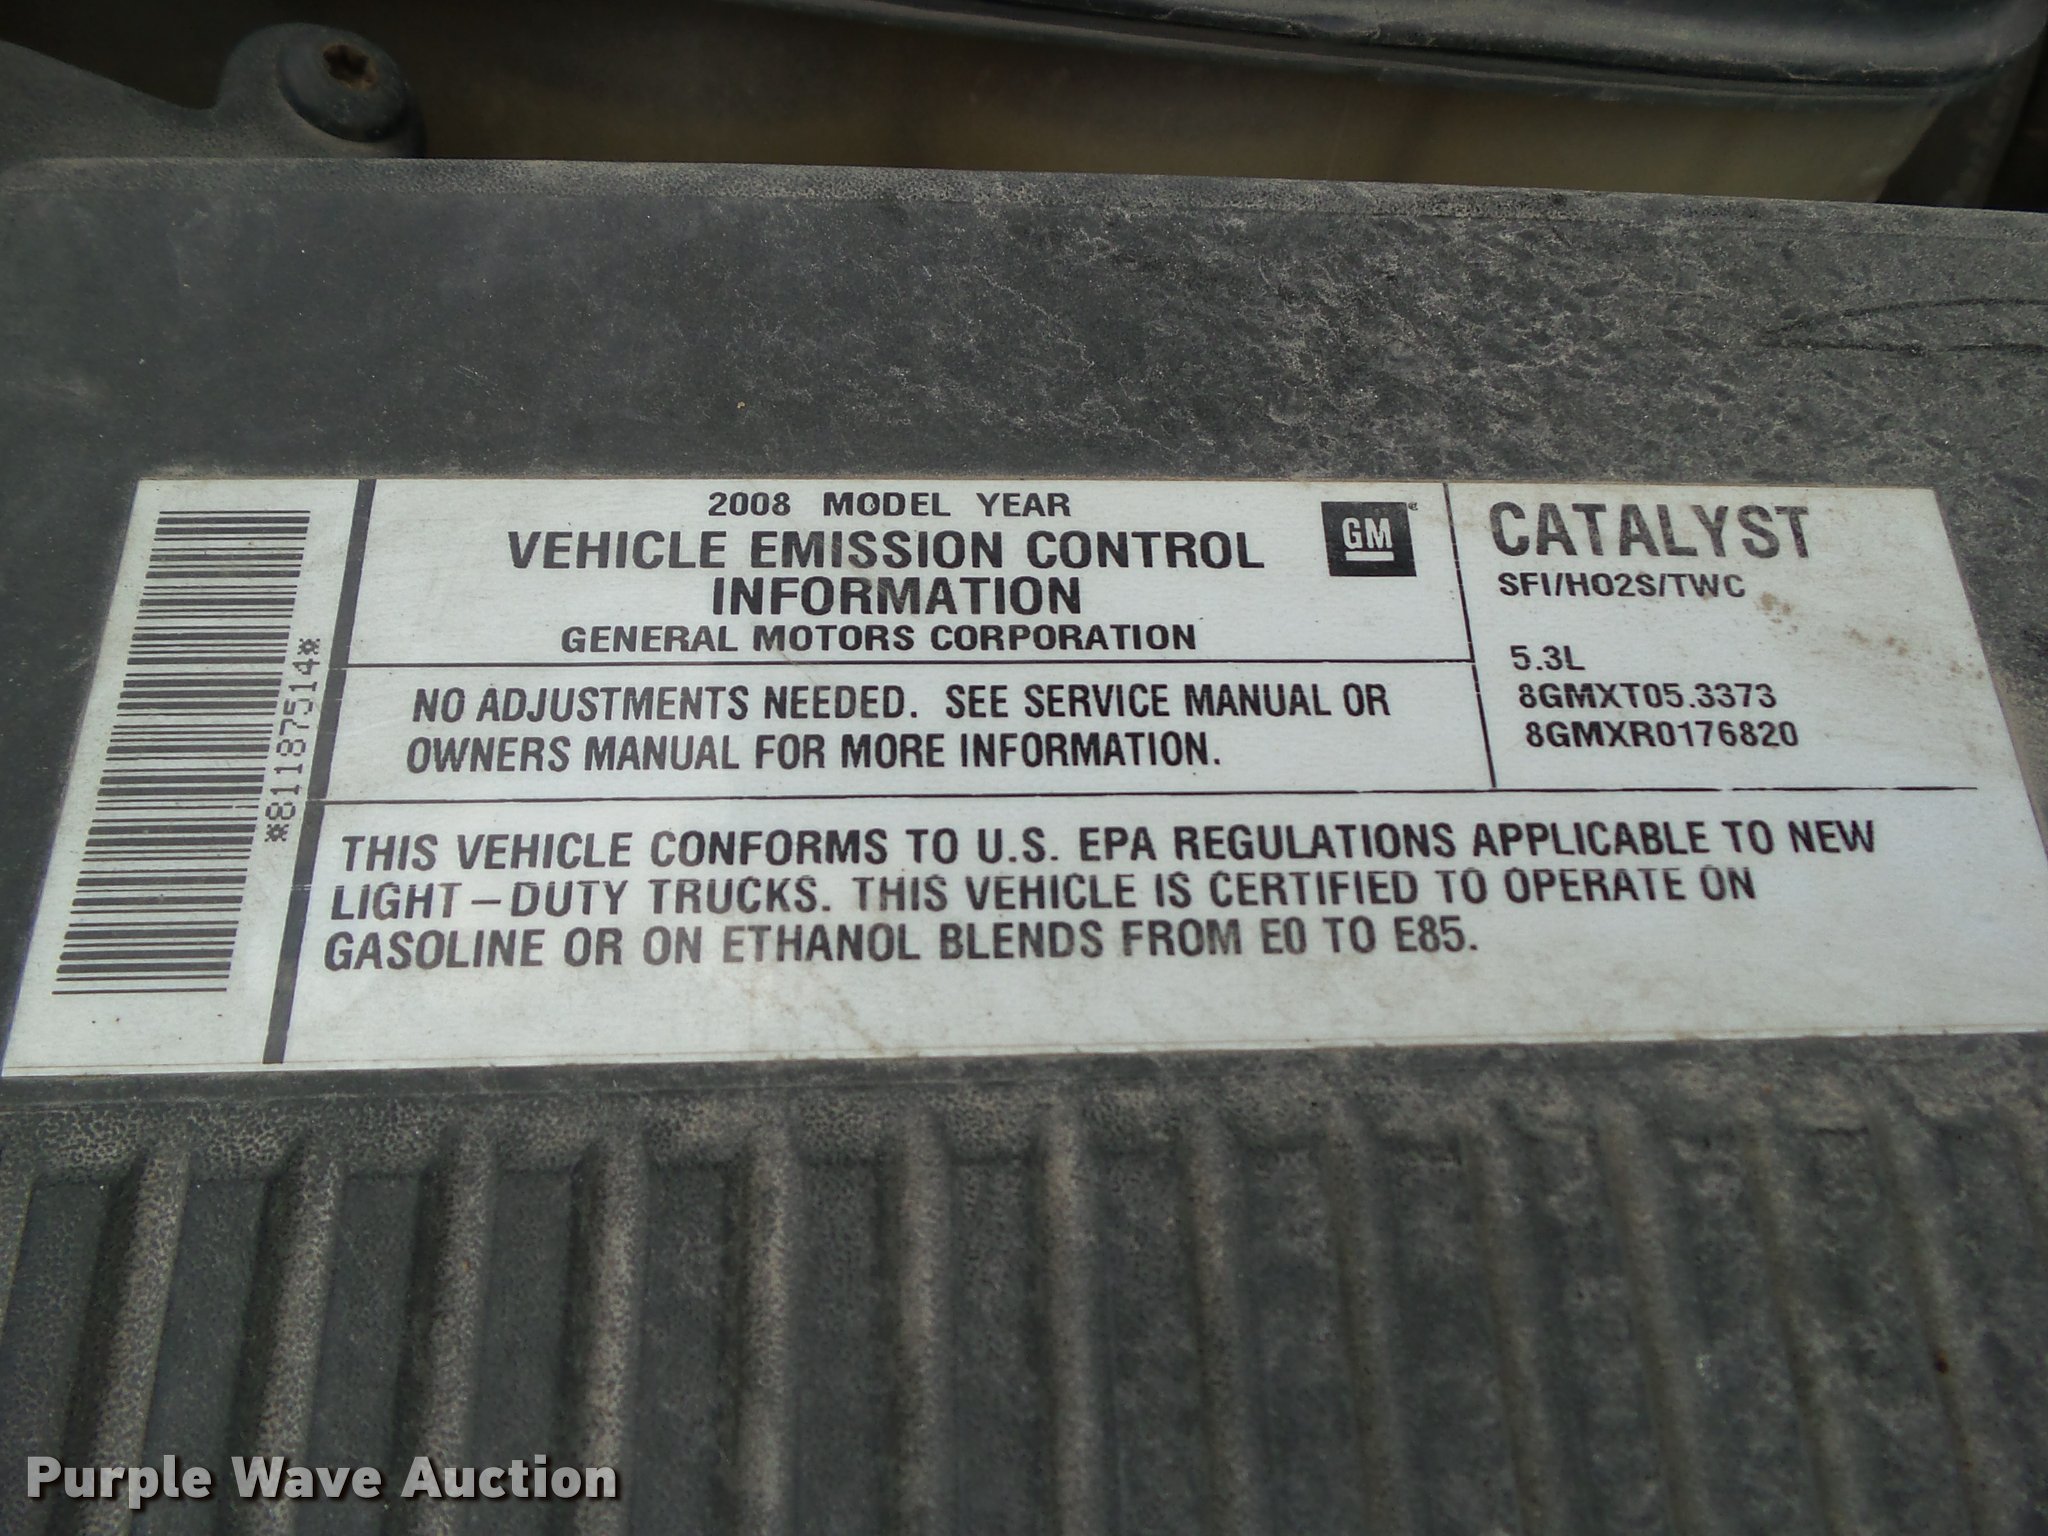 *81187514*
2008 MODEL YEAR
VEHICLE EMISSION CONTROL
INFORMATION
GENERAL MOTORS CORPORATION
GM
CATALYST
SFI/HO2S/TWC
5.3L
8GMXT05.3373
8GMXR0176820
NO ADJUSTMENTS NEEDED. SEE SERVICE MANUAL OR
OWNERS MANUAL FOR MORE INFORMATION.
THIS VEHICLE CONFORMS TO U.S. EPA REGULATIONS APPLICABLE TO NEW
LIGHT-DUTY TRUCKS. THIS VEHICLE IS CERTIFIED TO OPERATE ON
GASOLINE OR ON ETHANOL BLENDS FROM E0 TO E85.
Purple Wave Auction